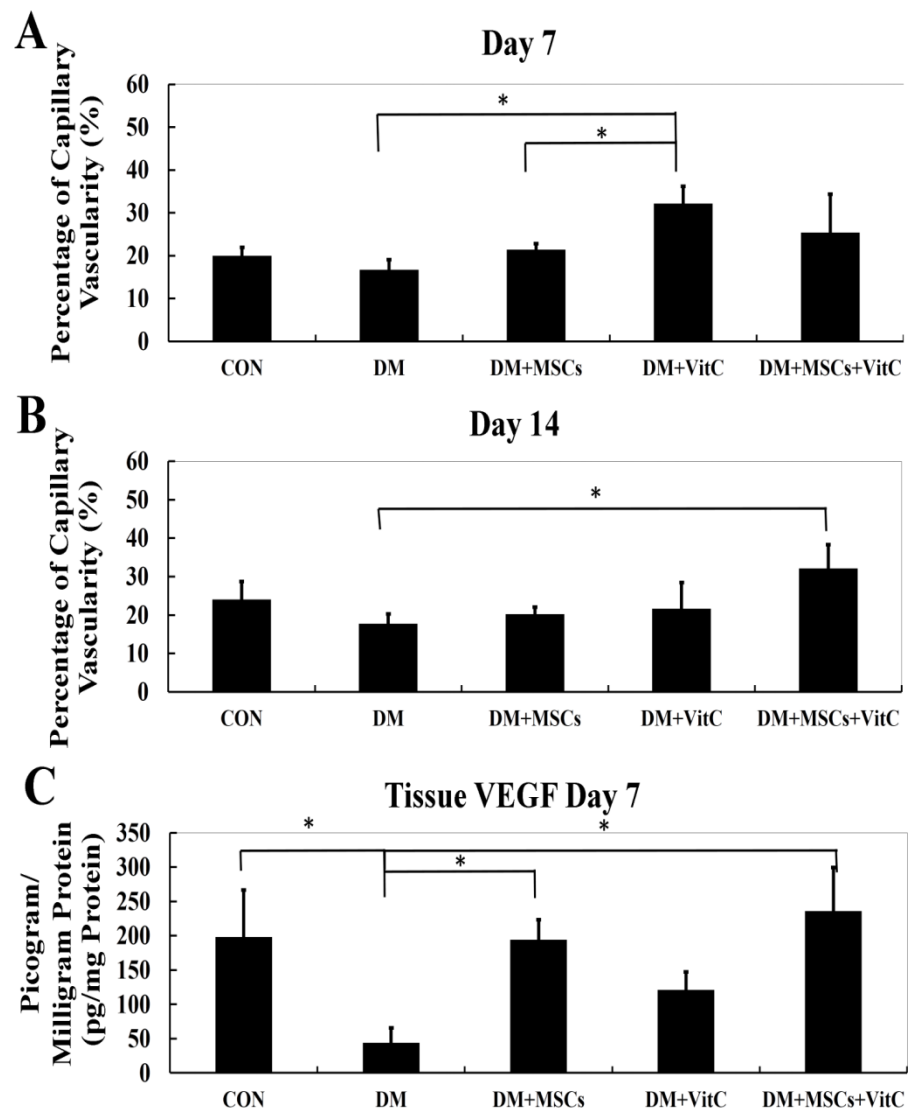 A
Day 7
Percentage of Capillary
Vascularity (%)
60
50
40
30
20
10
0
*
*
CON DM DM+MSCs DM+VitC DM+MSCs+VitC
B
Day 14
Percentage of Capillary
Vascularity (%)
60
50
40
30
20
10
0
*
CON DM DM+MSCs DM+VitC DM+MSCs+VitC
C
Tissue VEGF Day 7
Picogram/
Milligram Protein
(pg/mg Protein)
350
300
250
200
150
100
50
0
* *
*
CON DM DM+MSCs DM+VitC DM+MSCs+VitC